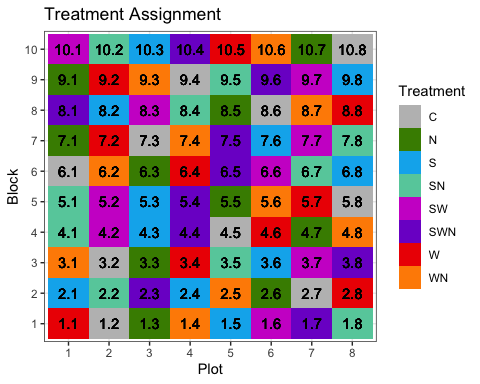 Treatment Assignment
10 10.1 10.2 10.3 10.4 10.5 10.6 10.7 10.8
9 9.1 9.2 9.3 9.4 9.5 9.6 9.7 9.8
8 8.1 8.2 8.3 8.4 8.5 8.6 8.7 8.8
7 7.1 7.2 7.3 7.4 7.5 7.6 7.7 7.8
6 6.1 6.2 6.3 6.4 6.5 6.6 6.7 6.8
5 5.1 5.2 5.3 5.4 5.5 5.6 5.7 5.8
4 4.1 4.2 4.3 4.4 4.5 4.6 4.7 4.8
3 3.1 3.2 3.3 3.4 3.5 3.6 3.7 3.8
2 2.1 2.2 2.3 2.4 2.5 2.6 2.7 2.8
1 1.1 1.2 1.3 1.4 1.5 1.6 1.7 1.8
1 2 3 4 5 6 7 8
Plot
Block
Treatment
C
N
S
SN
SW
SWN
W
WN